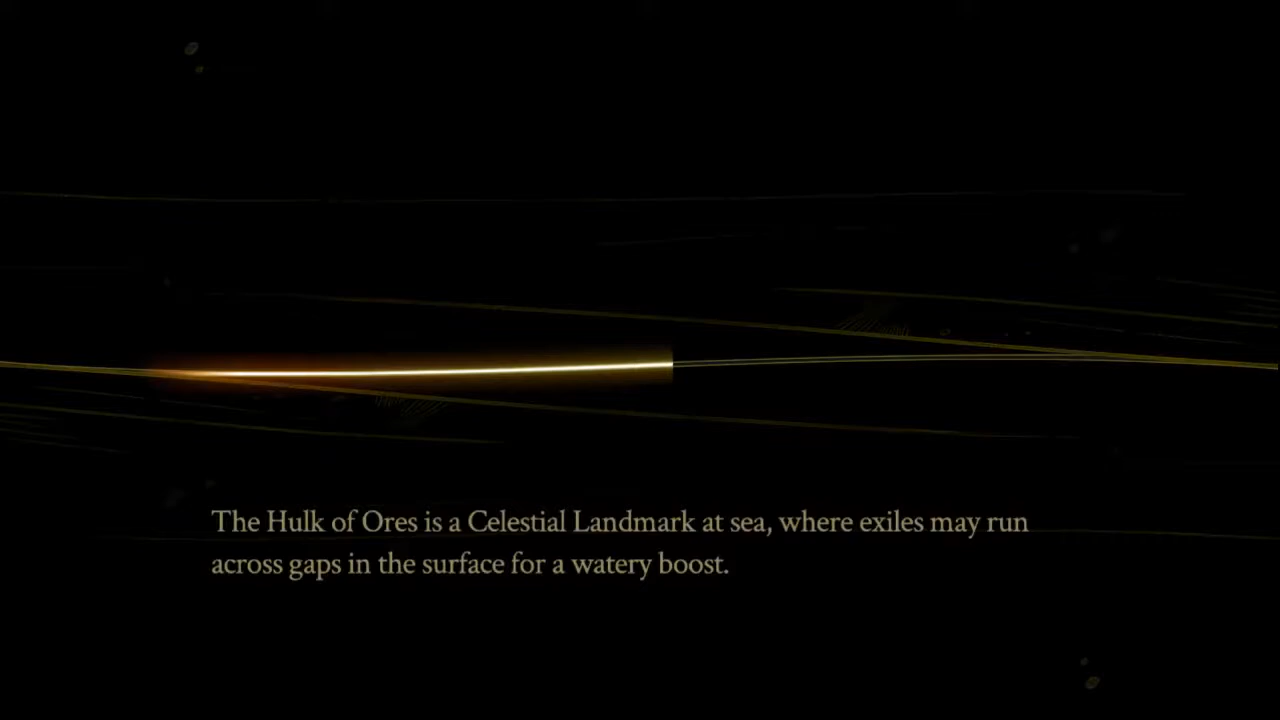 The Hulk of Ores is a Celestial Landmark at sea, where exiles may run
across gaps in the surface for a watery boost.